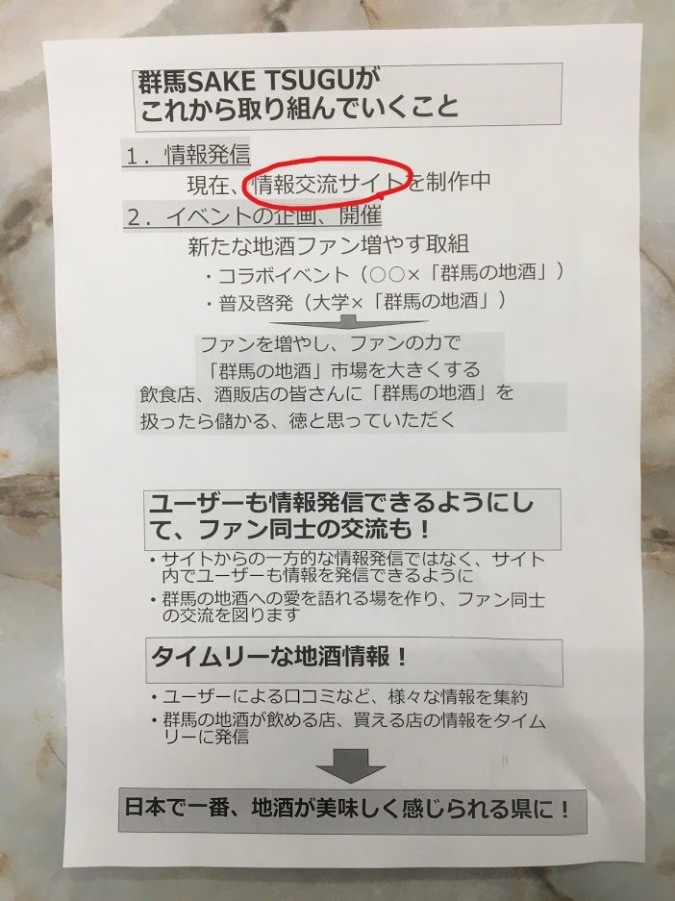 群馬SAKE TSUGUが
これから取り組んでいくこと
１．情報発信
現在、情報交流サイトを制作中
２．イベントの企画、開催
新たな地酒ファン増やす取組
・コラボイベント（○○×「群馬の地酒」）
・普及啓発（大学×「群馬の地酒」）
ファンを増やし、ファンの力で
「群馬の地酒」市場を大きくする
飲食店、酒販店の皆さんに「群馬の地酒」を
扱ったら儲かる、徳と思っていただく
ユーザーも情報発信できるようにし
て、ファン同士の交流も！
・サイトからの一方的な情報発信ではなく、サイト
内でユーザーも情報を発信できるように
・群馬の地酒への愛を語れる場を作り、ファン同士
の交流を図ります
タイムリーな地酒情報！
・ユーザーによる口コミなど、様々な情報を集約
・群馬の地酒が飲める店、買える店の情報をタイム
リーに発信
日本で一番、地酒が美味しく感じられる県に！